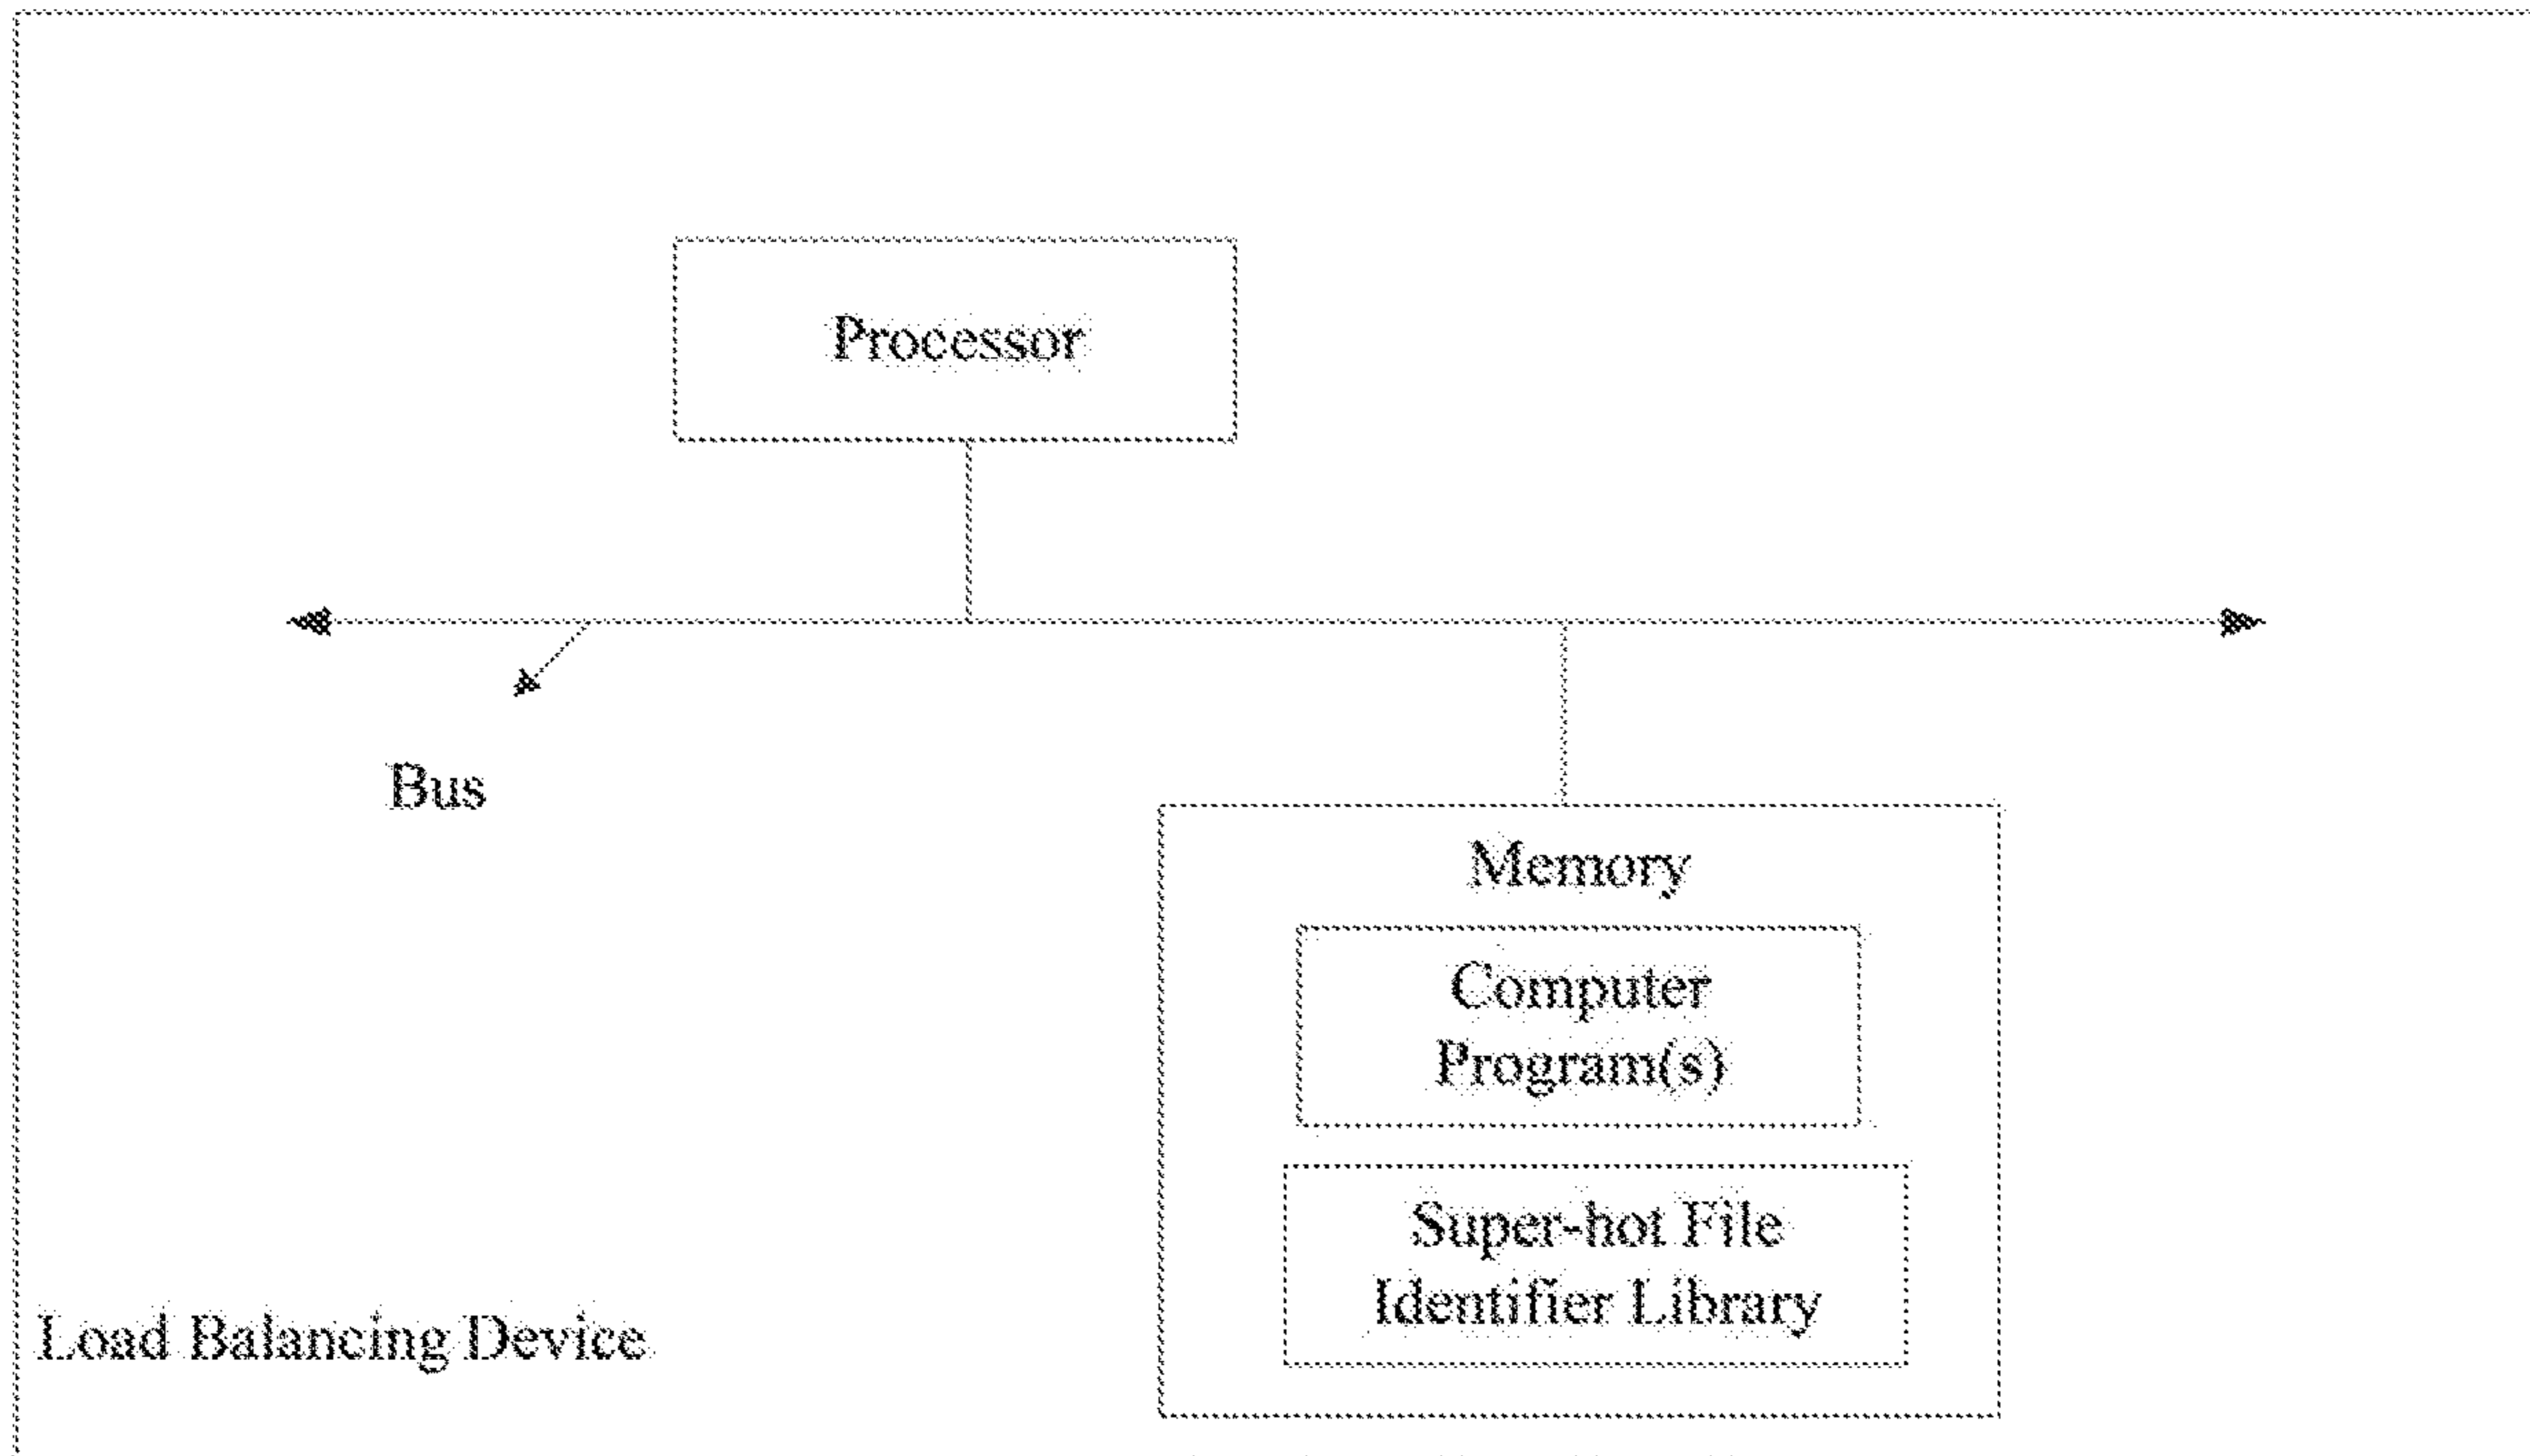 Processor
Bus
Memory
Computer
Program(s)
Super-hot File
Identifier Library
Load Balancing Device